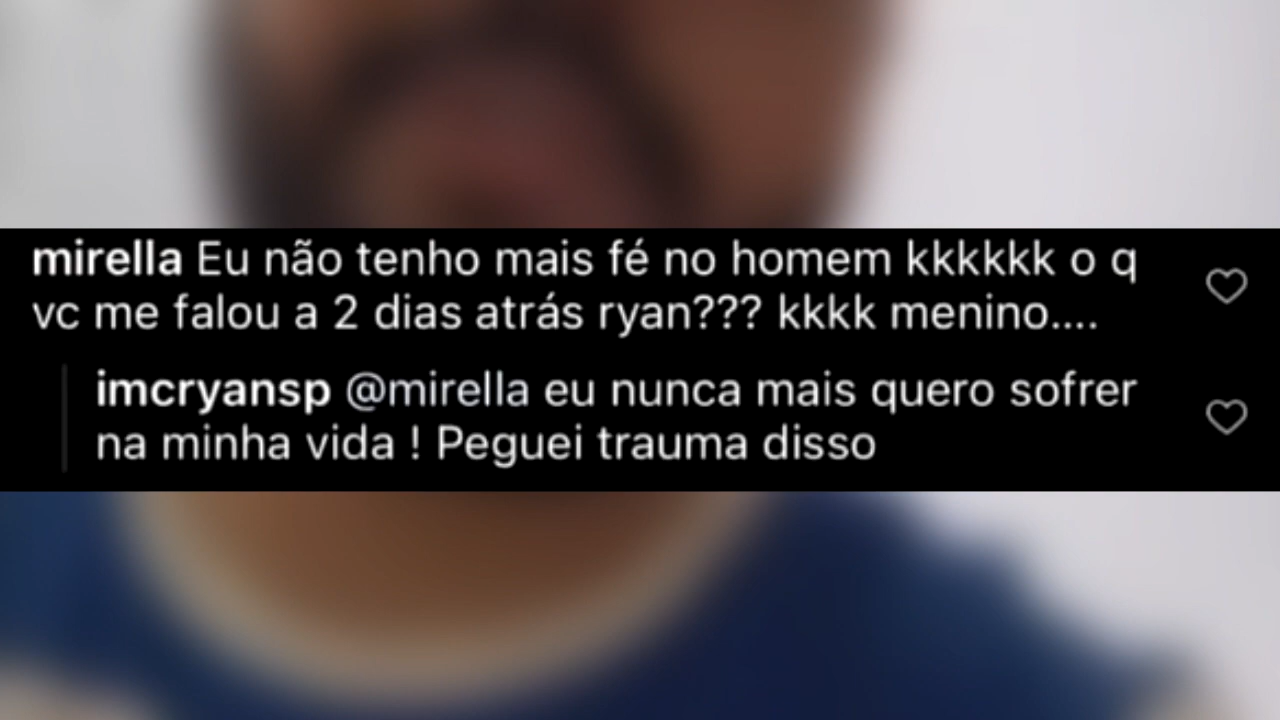 mirella Eu não tenho mais fé no homem kkkkkk o q
vc me falou a 2 dias atrás ryan??? kkkk menino....
imcryansp @mirella eu nunca mais quero sofrer
na minha vida ! Peguei trauma disso